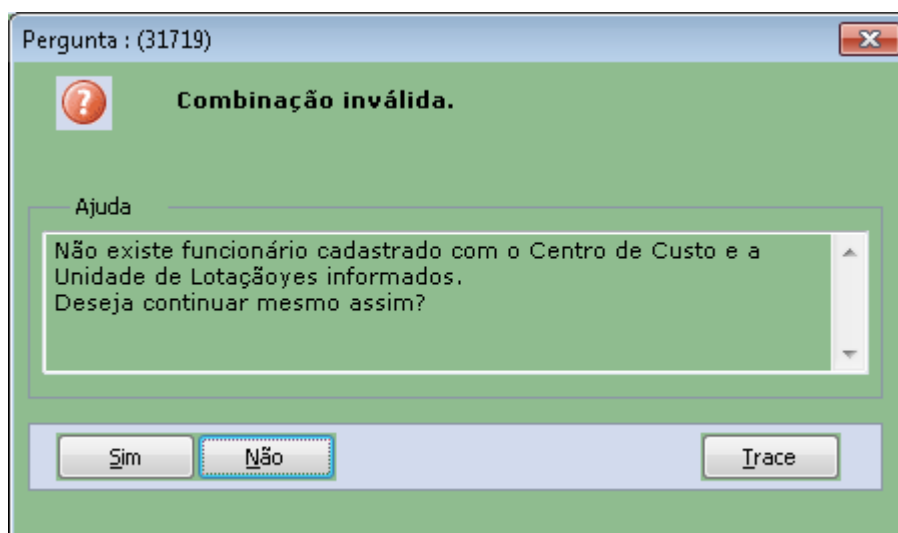 Pergunta : (31719)
Combinação inválida.
Ajuda
Não existe funcionário cadastrado com o Centro de Custo e a
Unidade de Lotaçãoyes informados.
Deseja continuar mesmo assim?
Sim
Não
Trace